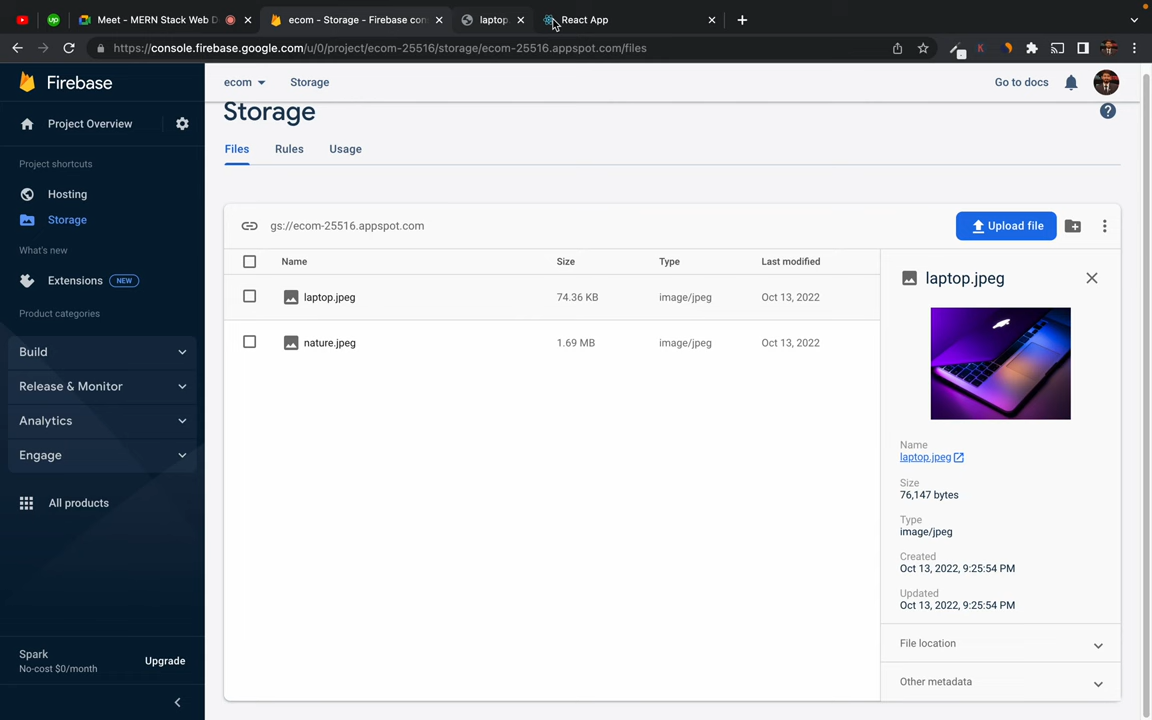 Meet - MERN Stack Web D
ecom - Storage - Firebase con
laptop.
React App
https://console.firebase.google.com/u/0/project/ecom-25516/storage/ecom-25516.appspot.com/files
Firebase
ecom
Storage
Go to docs
Project Overview
Storage
Project shortcuts
Files
Rules
Usage
Hosting
Storage
gs://ecom-25516.appspot.com
Upload file
What's new
Name
Size
Type
Last modified
Extensions
NEW
laptop.jpeg
laptop.jpeg
74.36 KB
image/jpeg
Oct 13, 2022
Product categories
Build
nature.jpeg
1.69 MB
image/jpeg
Oct 13, 2022
Release & Monitor
Analytics
Engage
Name
laptop.jpeg
Size
76,147 bytes
All products
Type
image/jpeg
Created
Oct 13, 2022, 9:25:54 PM
Updated
Oct 13, 2022, 9:25:54 PM
File location
Spark
No-cost $0/month
Upgrade
Other metadata